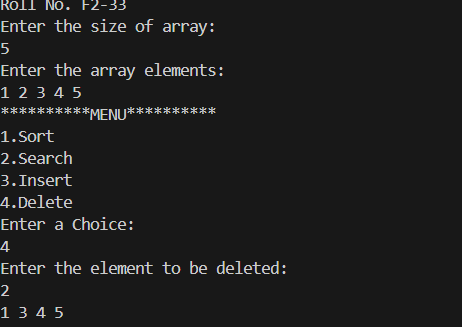 Roll No. F2-33
Enter the size of array:
5
Enter the array elements:
1 2 3 4 5
**********MENU**********
1.Sort
2.Search
3.Insert
4.Delete
Enter a Choice:
4
Enter the element to be deleted:
2
1 3 4 5